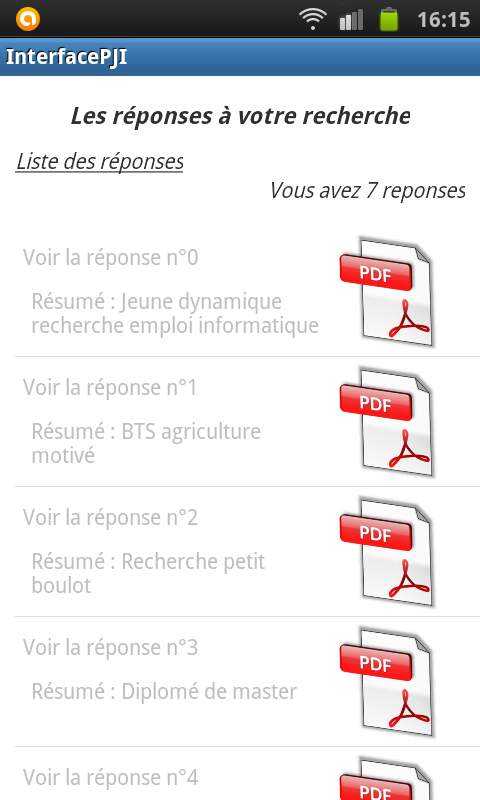 16:15
InterfacePJI
Les réponses à votre recherche
Liste des réponses
Vous avez 7 reponses
Voir la réponse n°0
PDF
Résumé : Jeune dynamique
recherche emploi informatique
Voir la réponse n°1
PDF
Résumé : BTS agriculture
motivé
Voir la réponse n°2
PDF
Résumé : Recherche petit
boulot
Voir la réponse n°3
PDF
Résumé : Diplomé de master
Voir la réponse n°4
PDF